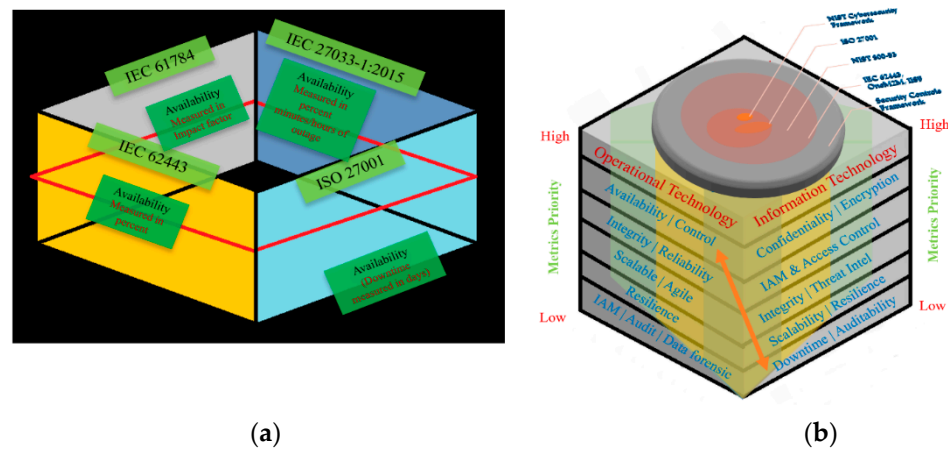 IEC 61784
Availability
Measured in
Impact factor
IEC 27033-1:2015
Availability
Measured in
percent
minutes/hours of
outage
IEC 62443
Availability
Measured in
percent
ISO 27001
Availability
(Downtime
measured in days)
(a)
NIST Cybersecurity
Framework
ISO 27001
NIST 800-82
IEC 62443,
OneM2M,
Security Controls
Framework
High
High
Metrics Priority
Metrics Priority
Low
Low
Operational Technology
Availability | Control
Integrity | Reliability
Scalable | Agile
Resilience
IAM | Audit | Data forensic
Information Technology
Confidentiality | Encryption
IAM & Access Control
Integrity | Threat Intel
Scalability | Resilience
Downtime | Auditability
(b)